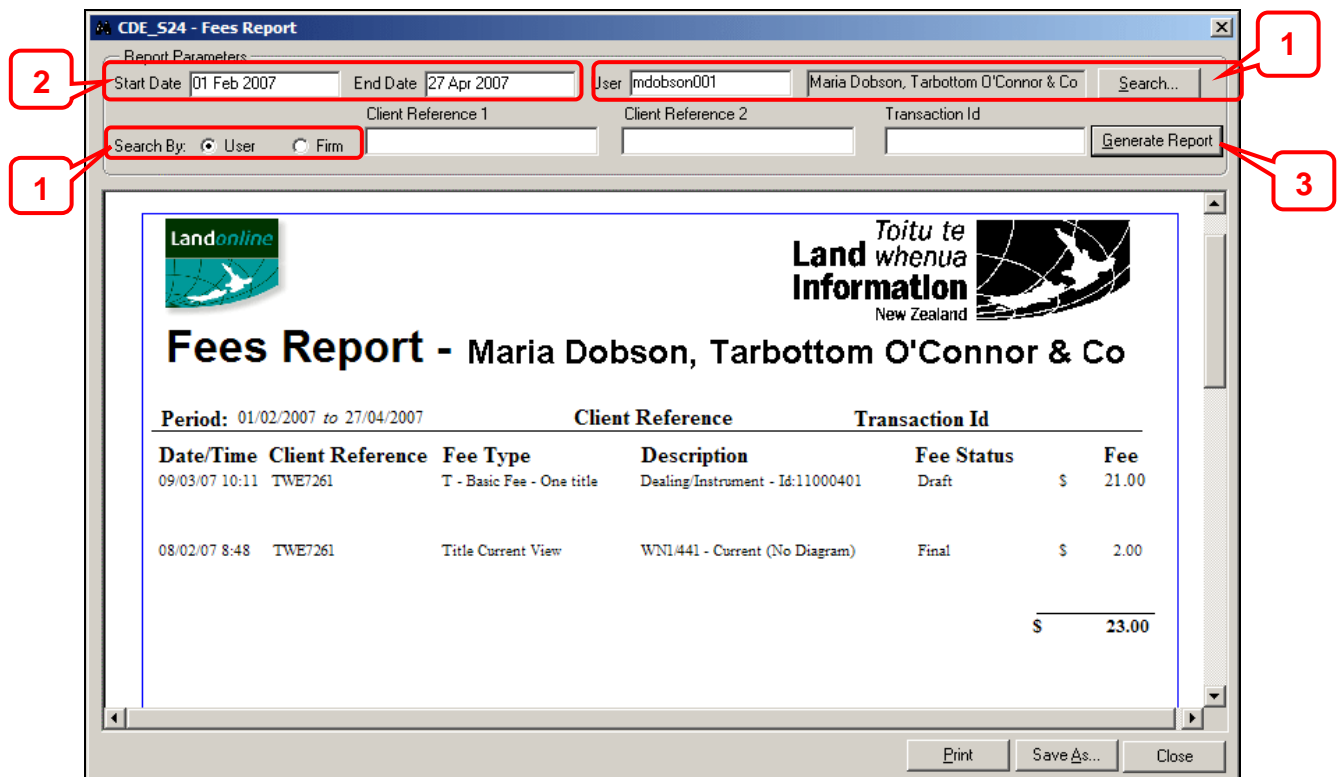 CDE_S24 - Fees Report
1
2
Report Parameters
Start Date 01 Feb 2007 End Date 27 Apr 2007 User mdobson001 Maria Dobson, Tarbottom O'Connor & Co Search...
Client Reference 1 Client Reference 2 Transaction Id
Search By: User Firm Generate Report
1
3
Landonline
Toitu te
Land whenua
Information
New Zealand
Fees Report - Maria Dobson, Tarbottom O'Connor & Co
Period: 01/02/2007 to 27/04/2007 Client Reference Transaction Id
Date/Time Client Reference Fee Type Description Fee Status Fee
09/03/07 10:11 TWE7261 T - Basic Fee - One title Dealing/Instrument - Id:11000401 Draft $ 21.00
08/02/07 8:48 TWE7261 Title Current View WN1/441 - Current (No Diagram) Final $ 2.00
$ 23.00
Print Save As... Close